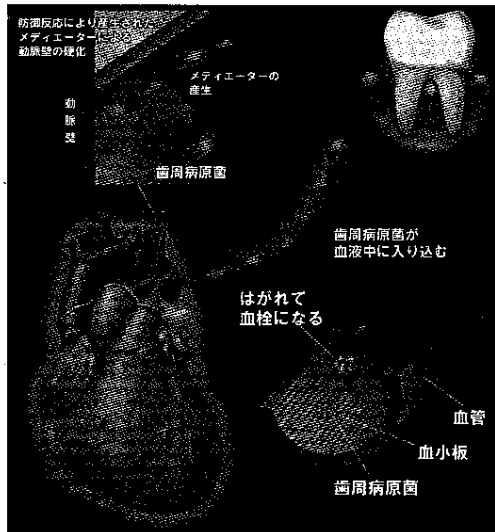 防御反応により産生された
メディエーターによる
動脈壁の硬化
メディエーターの
産生
動脈壁
歯周病原菌
歯周病原菌が
血液中に入り込む
はがれて
血栓になる
血管
血小板
歯周病原菌